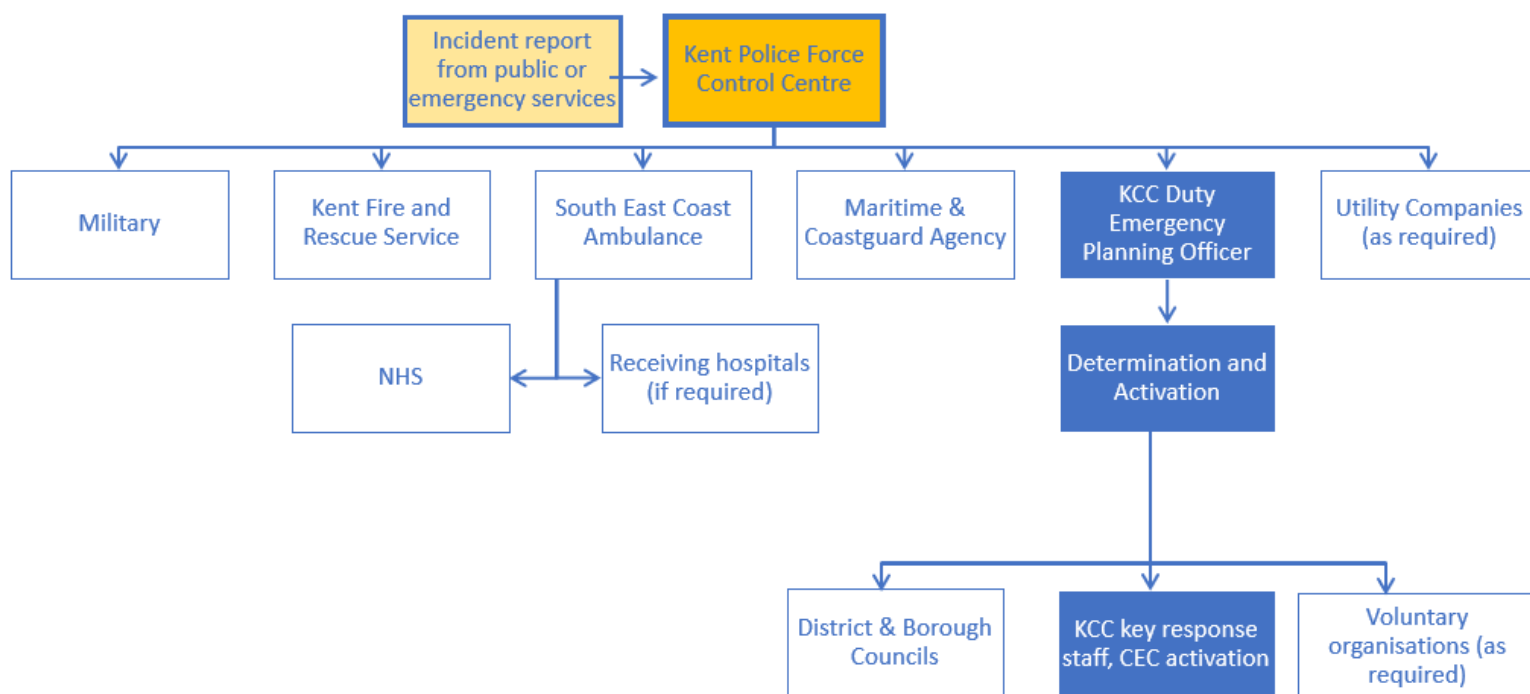 Incident report
from public or
emergency services
Kent Police Force
Control Centre
Military
Kent Fire and
Rescue Service
South East Coast
Ambulance
Maritime &
Coastguard Agency
KCC Duty
Emergency
Planning Officer
Utility Companies
(as required)
NHS
Receiving hospitals
(if required)
Determination and
Activation
District & Borough
Councils
KCC key response
staff, CEC activation
Voluntary
organisations (as
required)